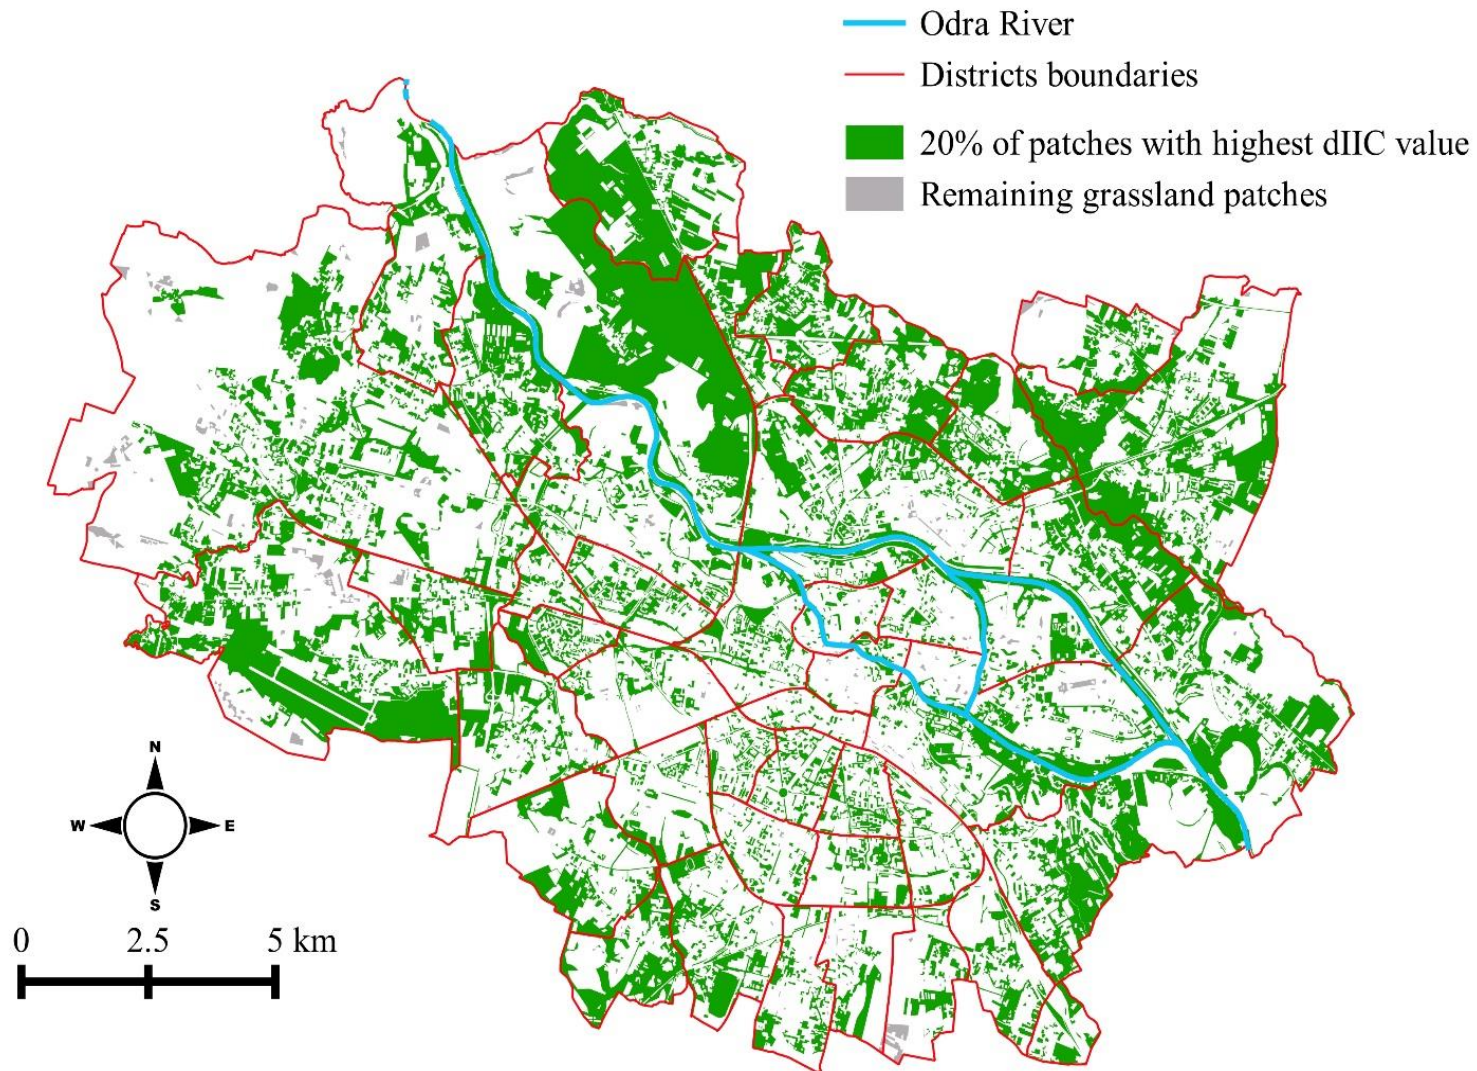 Odra River
Districts boundaries
20% of patches with highest dIIC value
Remaining grassland patches
N
W E
S
0 2.5 5 km